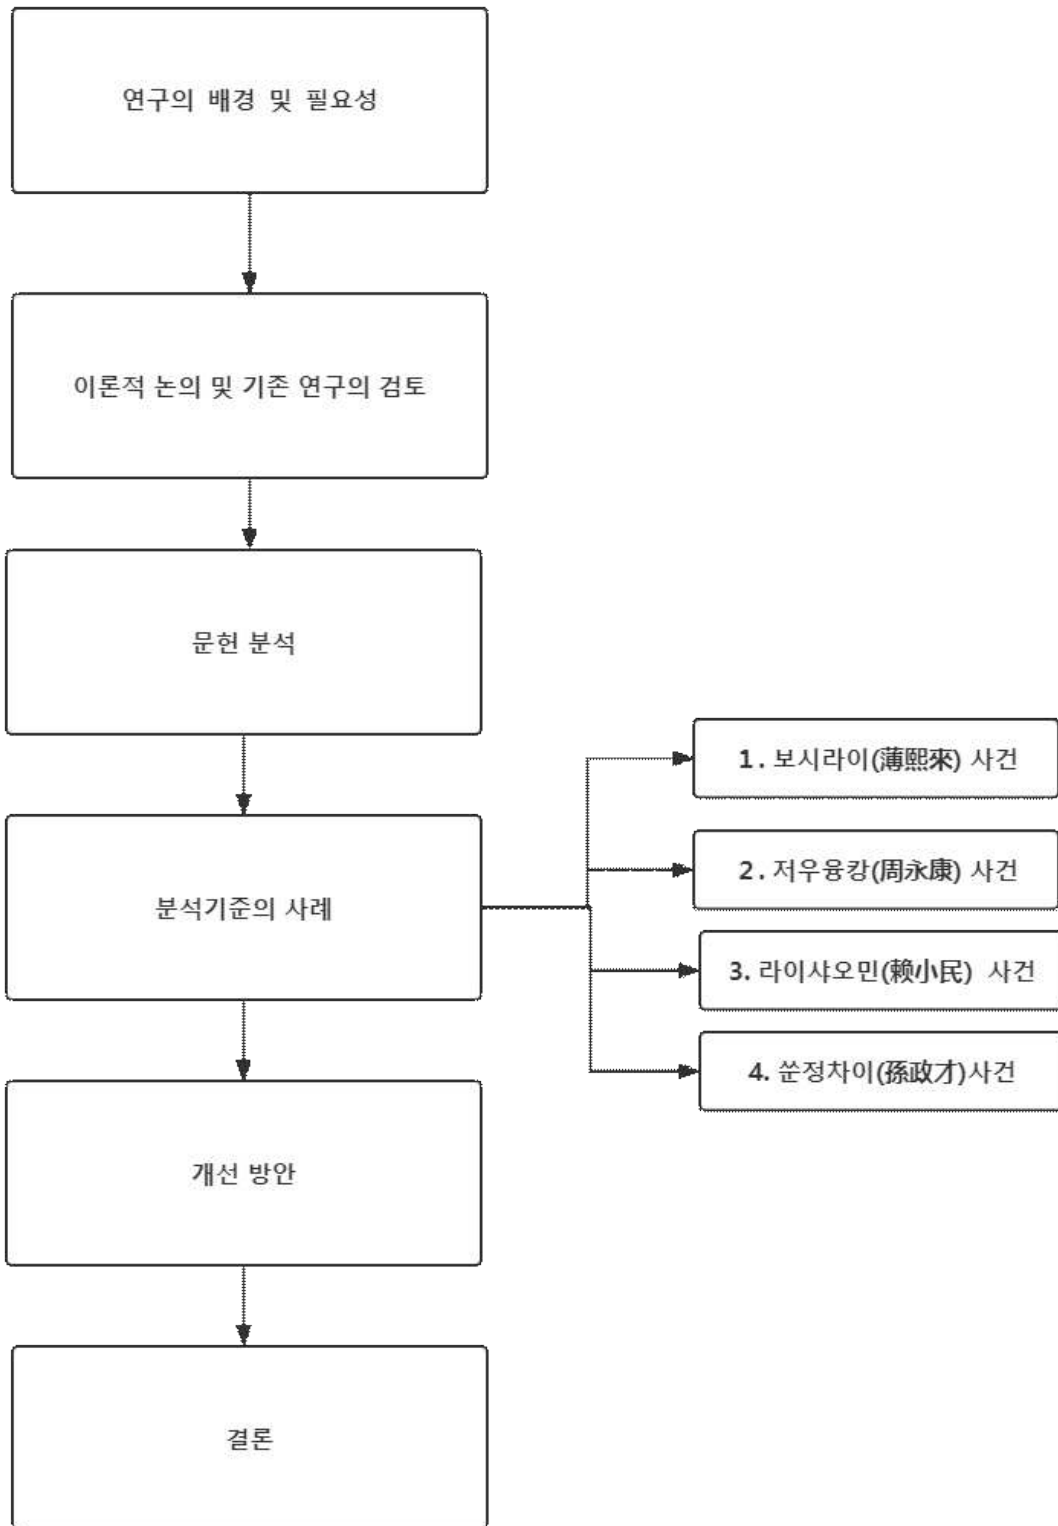 연구의 배경 및 필요성
이론적 논의 및 기존 연구의 검토
문헌 분석
분석기준의 사례
1. 보시라이(薄熙來) 사건
2. 저우융캉(周永康) 사건
3. 라이샤오민(赖小民) 사건
4. 쑨정차이(孫政才)사건
개선 방안
결론